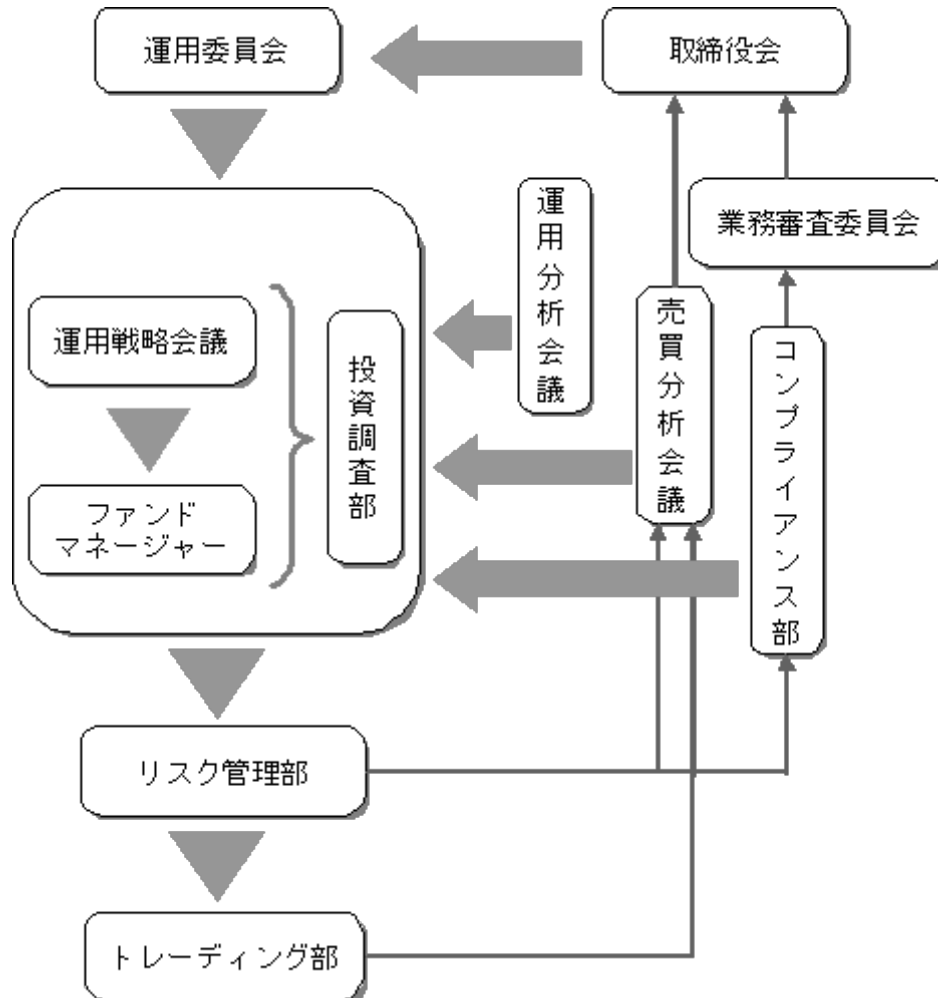 運用委員会
取締役会
運用分析会議
業務審査委員会
運用戦略会議
投資調査部
売買分析会議
コンプライアンス部
ファンド
マネージャー
リスク管理部
トレーディング部